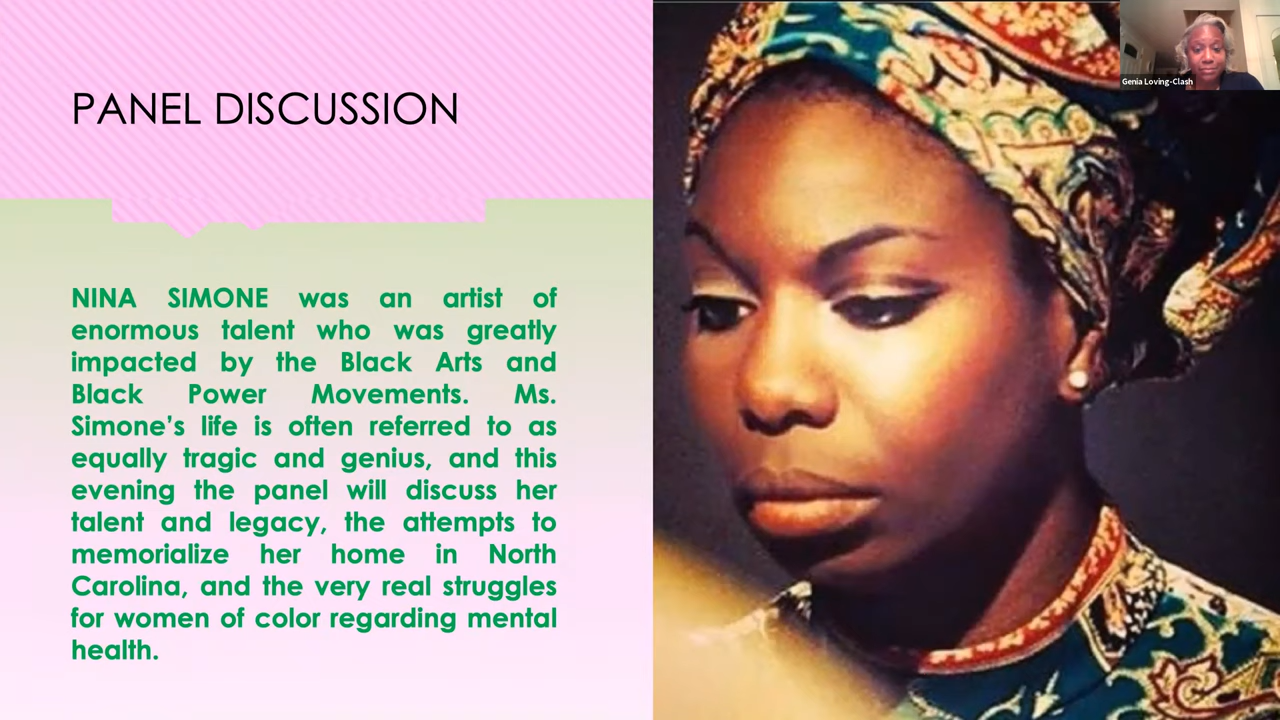 PANEL DISCUSSION
NINA SIMONE was an artist of
enormous talent who was greatly
impacted by the Black Arts and
Black Power Movements. Ms.
Simone’s life is often referred to as
equally tragic and genius, and this
evening the panel will discuss her
talent and legacy, the attempts to
memorialize her home in North
Carolina, and the very real struggles
for women of color regarding mental
health.
Genia Loving-Clash